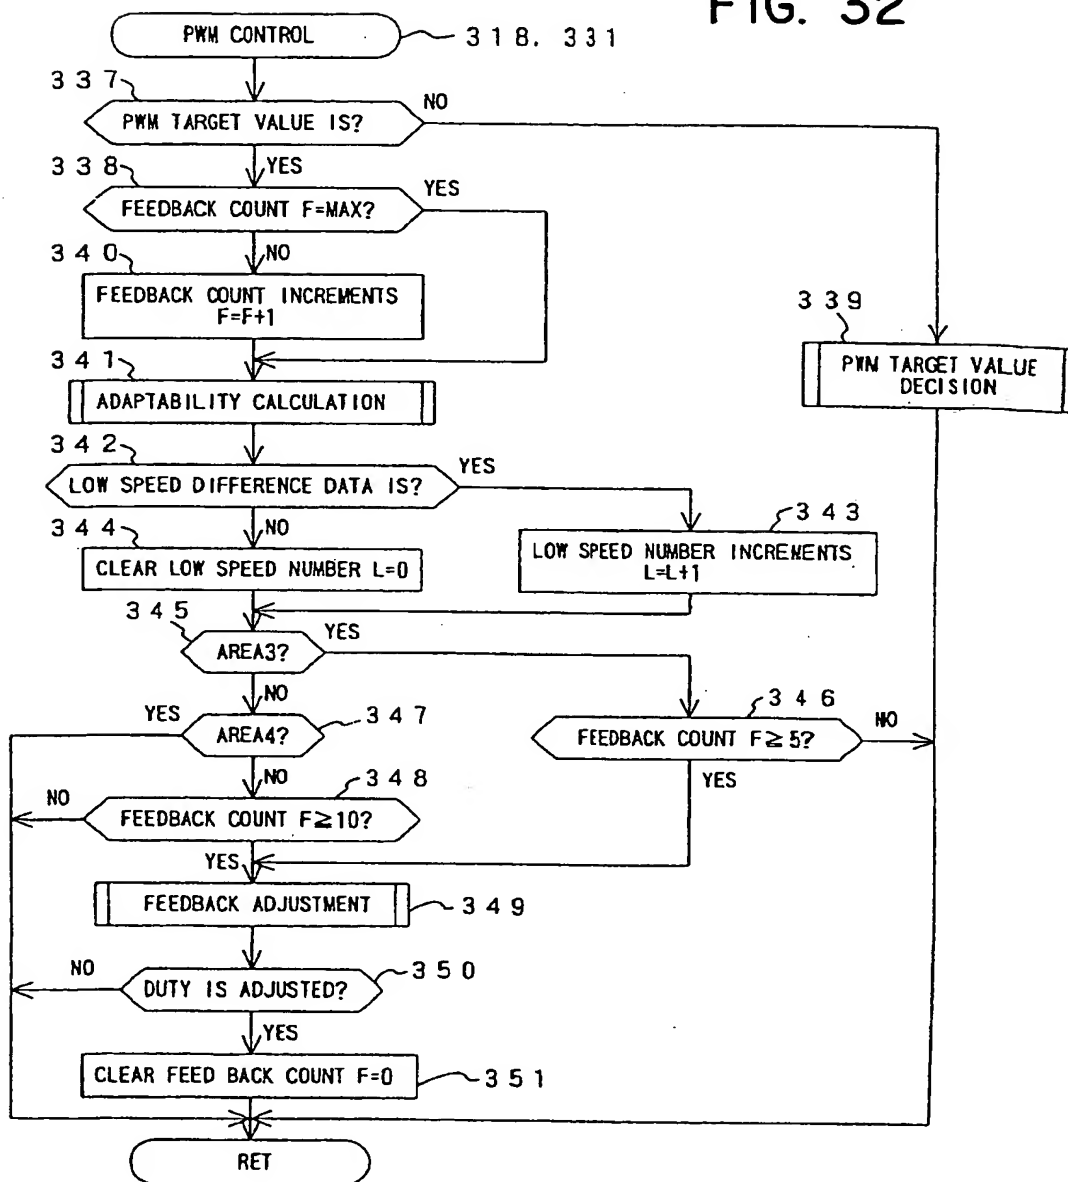 FIG. 32
PWM CONTROL
318. 331
337
PWM TARGET VALUE IS?
NO
YES
338
FEEDBACK COUNT F=MAX?
YES
NO
340
FEEDBACK COUNT INCREMENTS
F=F+1
339
PWM TARGET VALUE
DECISION
341
ADAPTABILITY CALCULATION
342
LOW SPEED DIFFERENCE DATA IS?
YES
NO
344
CLEAR LOW SPEED NUMBER L=0
343
LOW SPEED NUMBER INCREMENTS
L=L+1
345
AREA3?
YES
NO
YES
AREA4?
347
346
FEEDBACK COUNT F≧5?
NO
YES
NO
348
NO
FEEDBACK COUNT F≧10?
YES
FEEDBACK ADJUSTMENT
349
NO
DUTY IS ADJUSTED?
350
YES
CLEAR FEED BACK COUNT F=0
351
RET